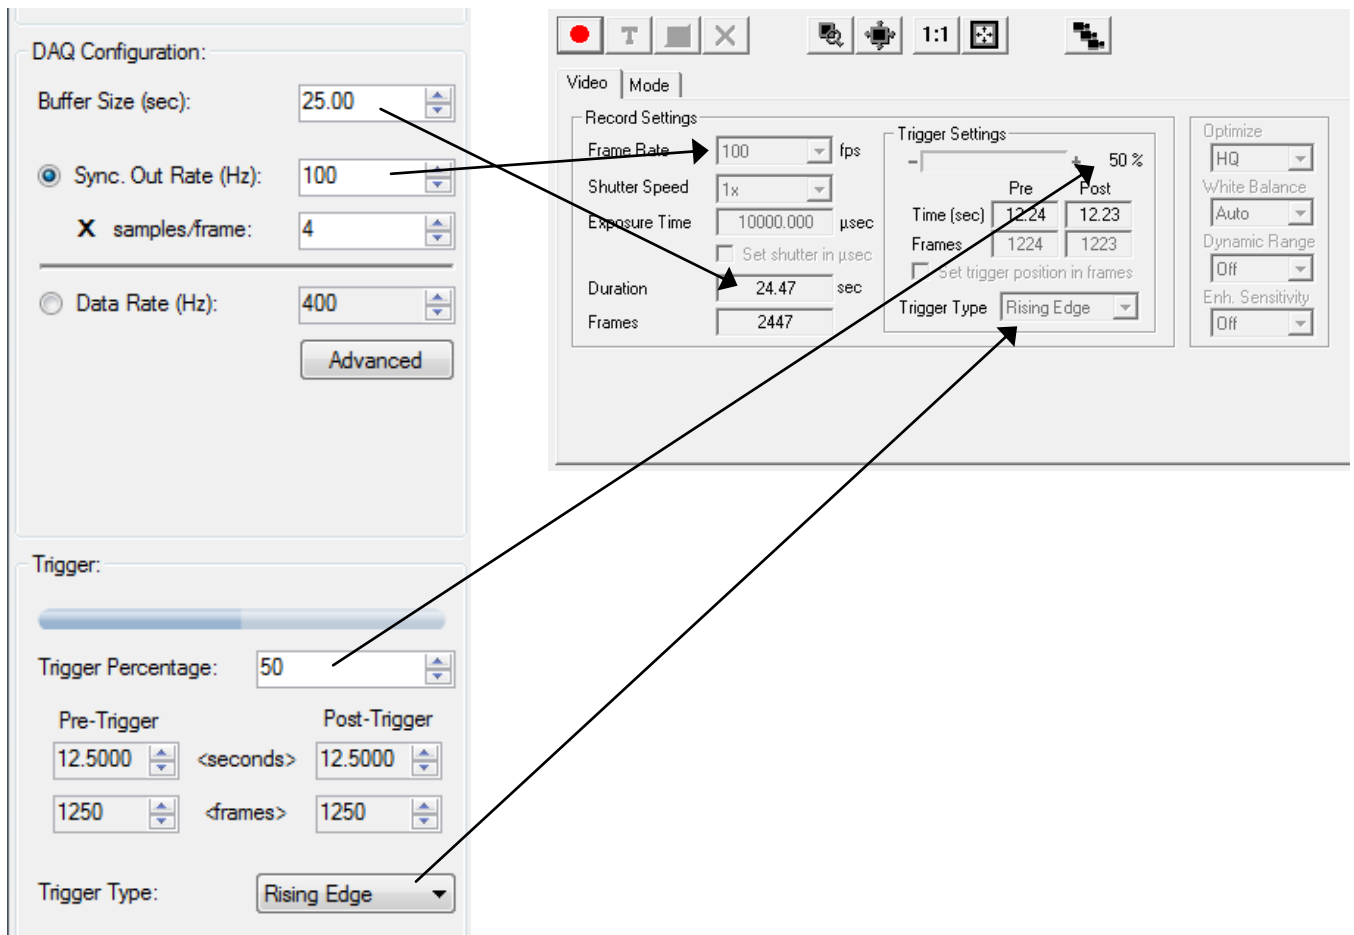 DAQ Configuration:
Buffer Size (sec): 25.00
Sync. Out Rate (Hz): 100
X samples/frame: 4
Data Rate (Hz): 400
Advanced
Trigger:
Trigger Percentage: 50
Pre-Trigger Post-Trigger
12.5000 <seconds> 12.5000
1250 <frames> 1250
Trigger Type: Rising Edge
T 1:1
Video Mode
Record Settings
Frame Rate 100 fps
Shutter Speed 1x
Exposure Time 10000.000 µsec
Set shutter in µsec
Duration 24.47 sec
Frames 2447
Trigger Settings
- + 50 %
Pre Post
Time (sec) 12.24 12.23
Frames 1224 1223
Set trigger position in frames
Trigger Type Rising Edge
Optimize
HQ
White Balance
Auto
Dynamic Range
Off
Enh. Sensitivity
Off